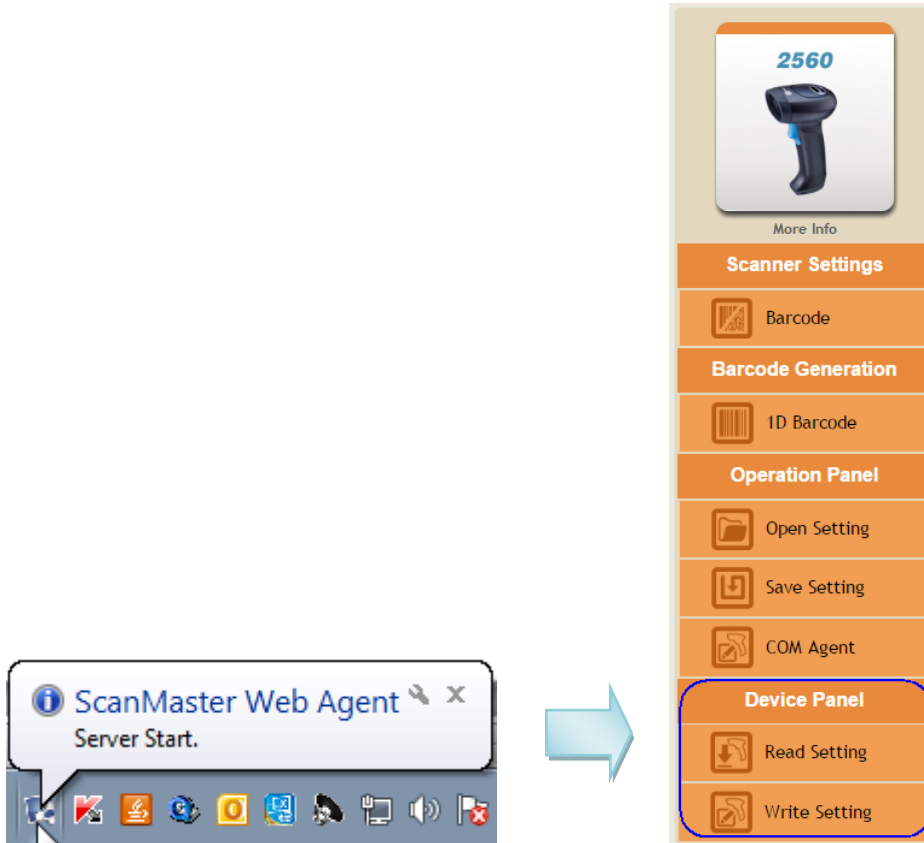 ScanMaster Web Agent
Server Start.
2560
More Info
Scanner Settings
Barcode
Barcode Generation
1D Barcode
Operation Panel
Open Setting
Save Setting
COM Agent
Device Panel
Read Setting
Write Setting